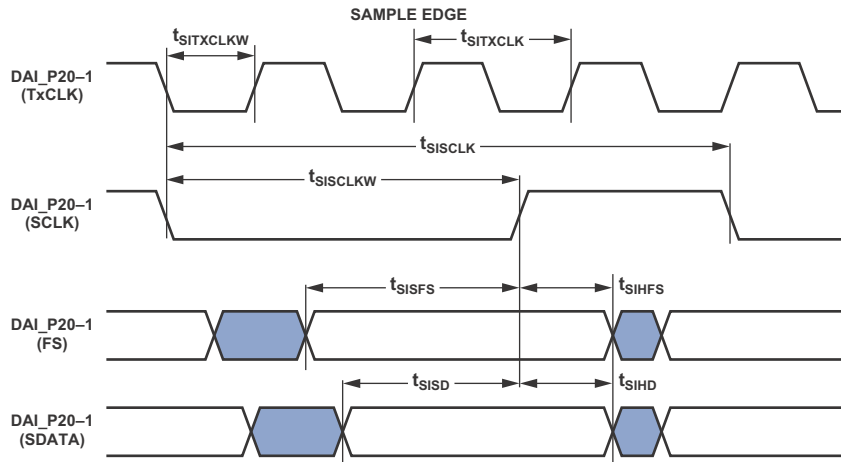 SAMPLE EDGE
tSITXCLKW
tSITXCLK
DAI_P20–1
(TxCLK)
tSISCLK
tSISCLKW
DAI_P20–1
(SCLK)
tSISFS
tSIHFS
DAI_P20–1
(FS)
tSISD
tSIHD
DAI_P20–1
(SDATA)